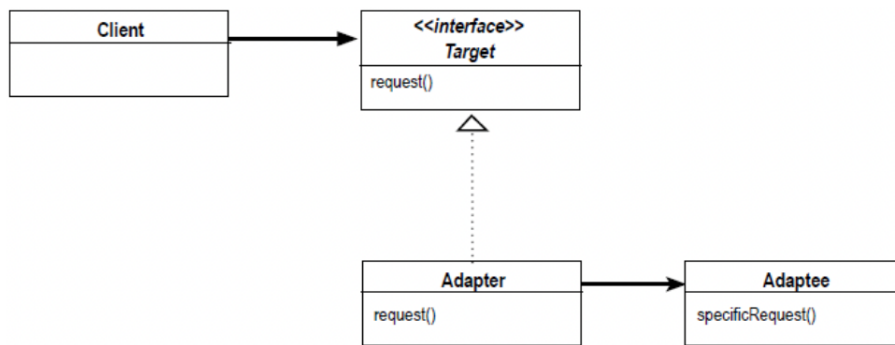 Client
<<interface>>
Target
request()
Adapter
request()
Adaptee
specificRequest()